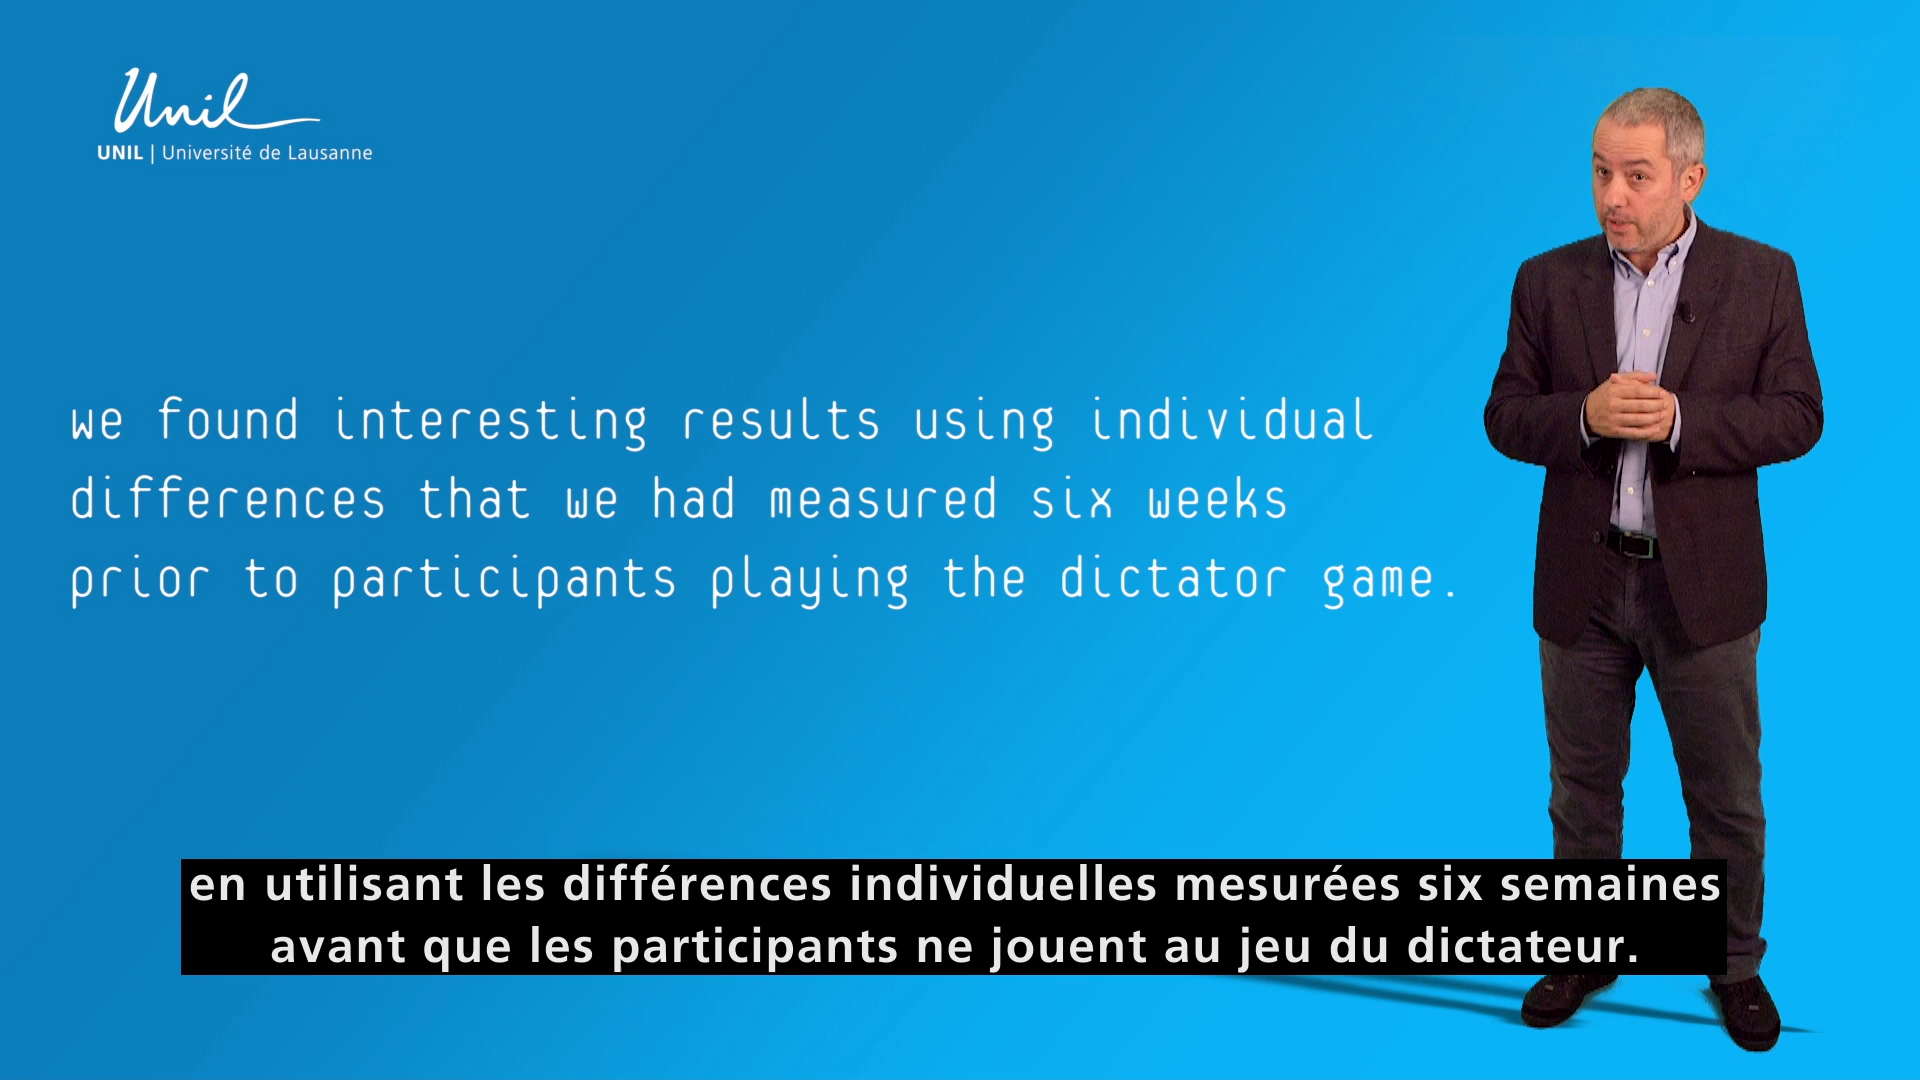 Unil
UNIL | Université de Lausanne
we found interesting results using individual
differences that we had measured six weeks
prior to participants playing the dictator game.
en utilisant les différences individuelles mesurées six semaines
avant que les participants ne jouent au jeu du dictateur.